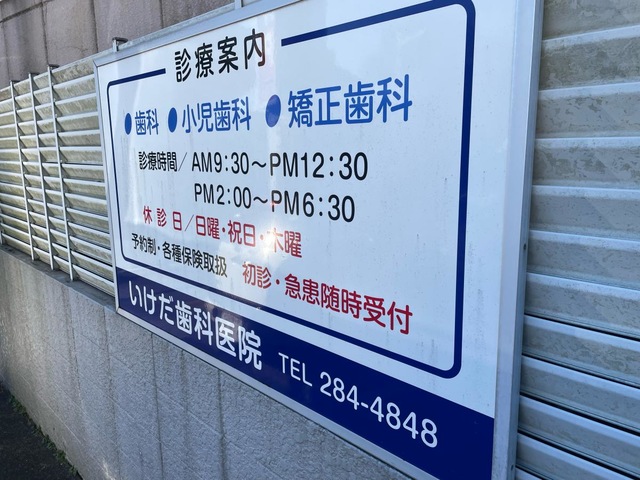 診療案内
●歯科 ●小児歯科 ●矯正歯科
診療時間/AM9:30～PM12:30
PM2:00～PM6:30
休診日/日曜・祝日・木曜
予約制・各種保険取扱 初診・急患随時受付
いけだ歯科医院 TEL 284-4848